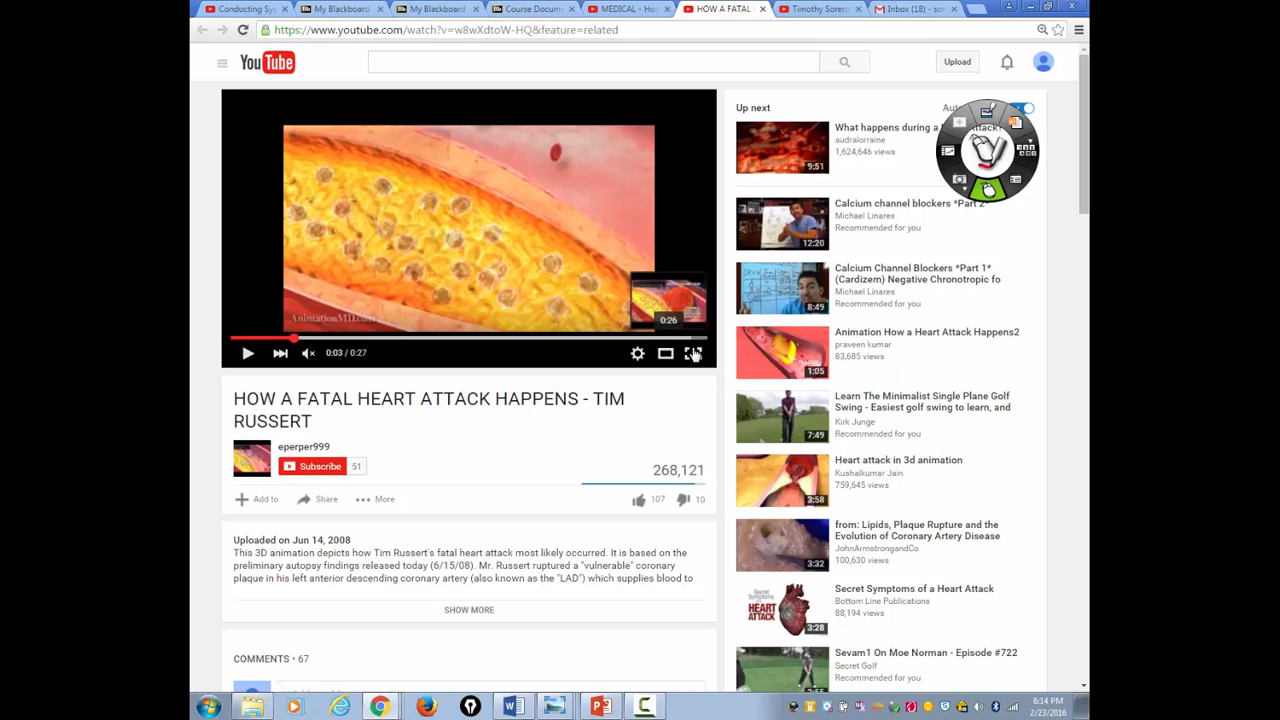 Conducting Sy
My Blackboard
My Blackboard
Course Docum
MEDICAL - Ho
HOW A FATAL
Timothy Soren
Inbox (18) - so
https://www.youtube.com/watch?v=w8wXdtoW-HQ&feature=related
YouTube
Upload
AnimationMD.com
0:26
0:03 / 0:27
HOW A FATAL HEART ATTACK HAPPENS - TIM
RUSSERT
eperper999
Subscribe 51
268,121
Add to Share More
107 10
Uploaded on Jun 14, 2008
This 3D animation depicts how Tim Russert's fatal heart attack most likely occurred. It is based on the
preliminary autopsy findings released today (6/15/08). Mr. Russert ruptured a "vulnerable" coronary
plaque in his left anterior descending coronary artery (also known as the "LAD") which supplies blood to
SHOW MORE
COMMENTS • 67
Up next
What happens during a
audralorraine
1,624,646 views
9:51
Calcium channel blockers *Part 2*
Michael Linares
Recommended for you
12:20
Calcium Channel Blockers *Part 1*
(Cardizem) Negative Chronotropic fo
Michael Linares
Recommended for you
8:49
Animation How a Heart Attack Happens2
praveen kumar
83,685 views
1:05
Learn The Minimalist Single Plane Golf
Swing - Easiest golf swing to learn, and
Kirk Junge
Recommended for you
7:49
Heart attack in 3d animation
Kushalkumar Jain
759,645 views
3:58
from: Lipids, Plaque Rupture and the
Evolution of Coronary Artery Disease
JohnArmstrongandCo
100,630 views
3:32
Secret Symptoms of a Heart Attack
Bottom Line Publications
88,194 views
Secret
Symptoms
HEART
ATTACK
3:28
Sevam1 On Moe Norman - Episode #722
Secret Golf
Recommended for you
6:14 PM
2/23/2016